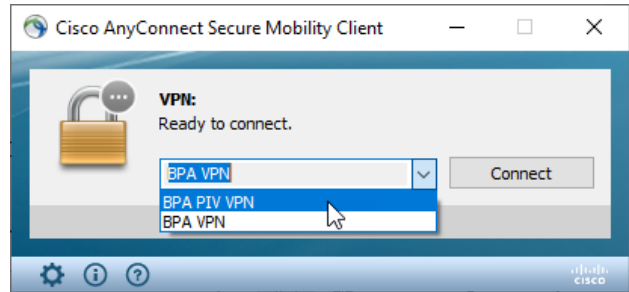 Cisco AnyConnect Secure Mobility Client
VPN:
Ready to connect.
BPA VPN
Connect
BPA PIV VPN
BPA VPN
cisco